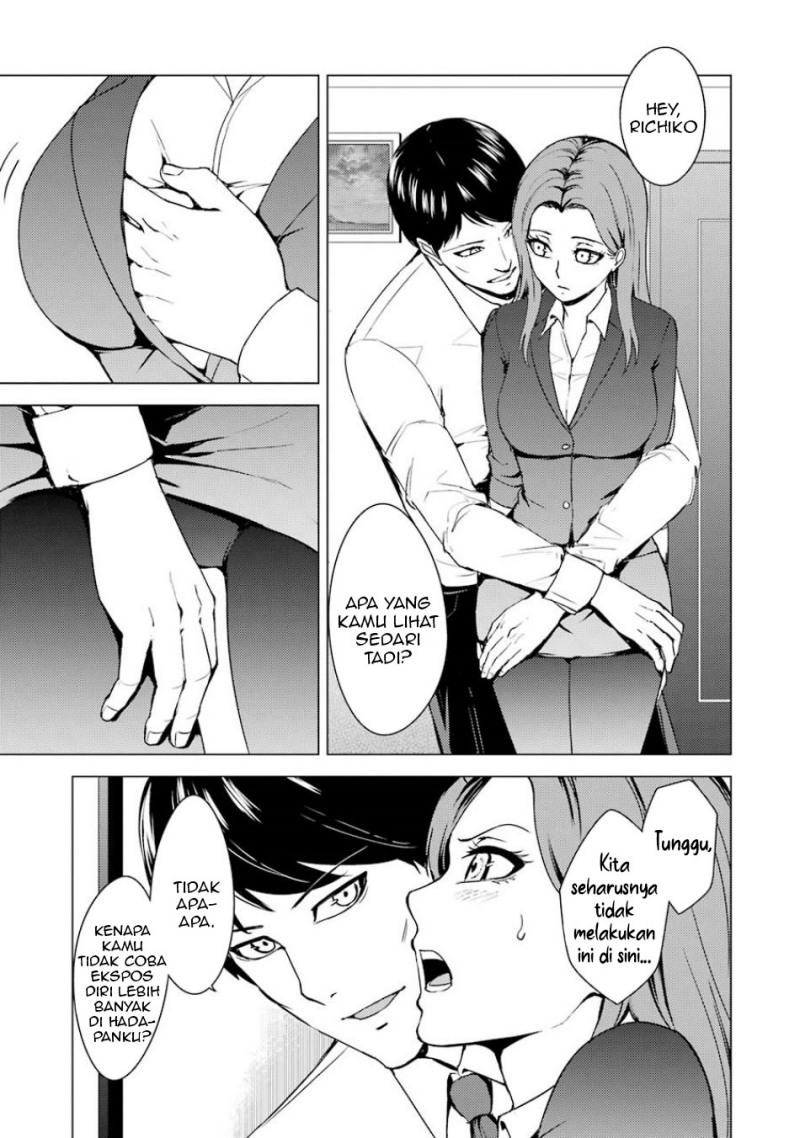 HEY,
RICHIKO
APA YANG
KAMU LIHAT
SEDARI
TADI?
Tunggu,
Kita
seharusnya
tidak
melakukan
ini di sini...
TIDAK
APA-
APA.
KENAPA
KAMU
TIDAK COBA
EKSPOS
DIRI LEBIH
BANYAK
DI HADA-
PANKU?